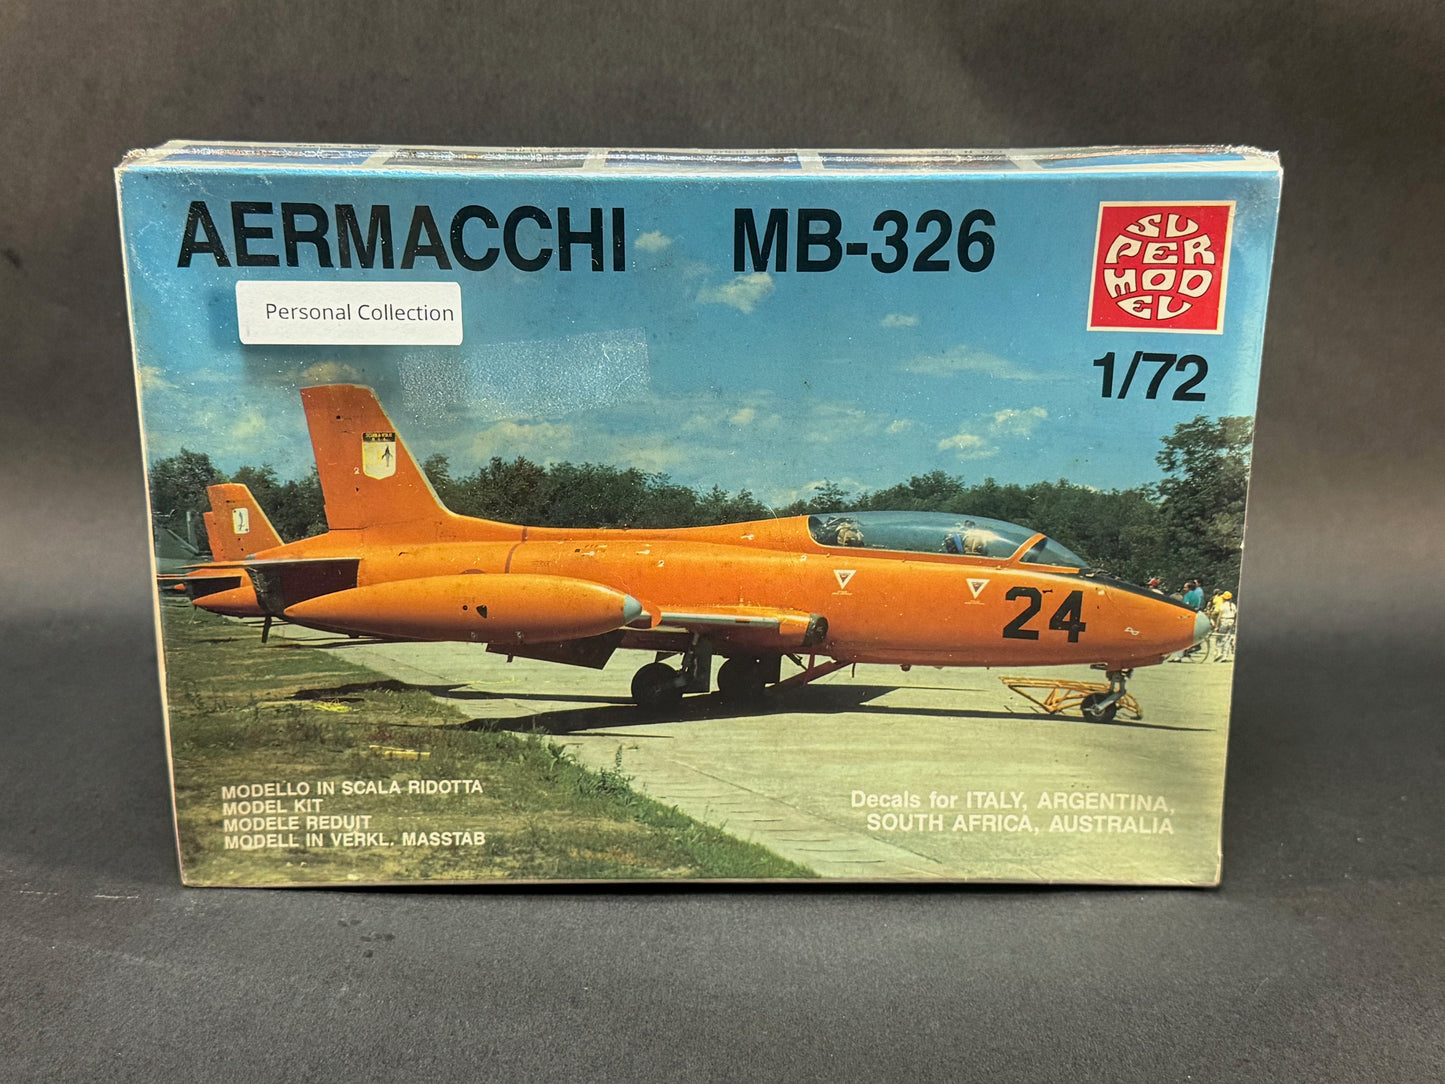 AERMACCHI MB-326
SU
PER
MOD
EL
Personal Collection
1/72
24
MODELLO IN SCALA RIDOTTA
MODEL KIT
MODELE REDUIT
MODELL IN VERKL. MASSTAB
Decals for ITALY, ARGENTINA,
SOUTH AFRICA, AUSTRALIA